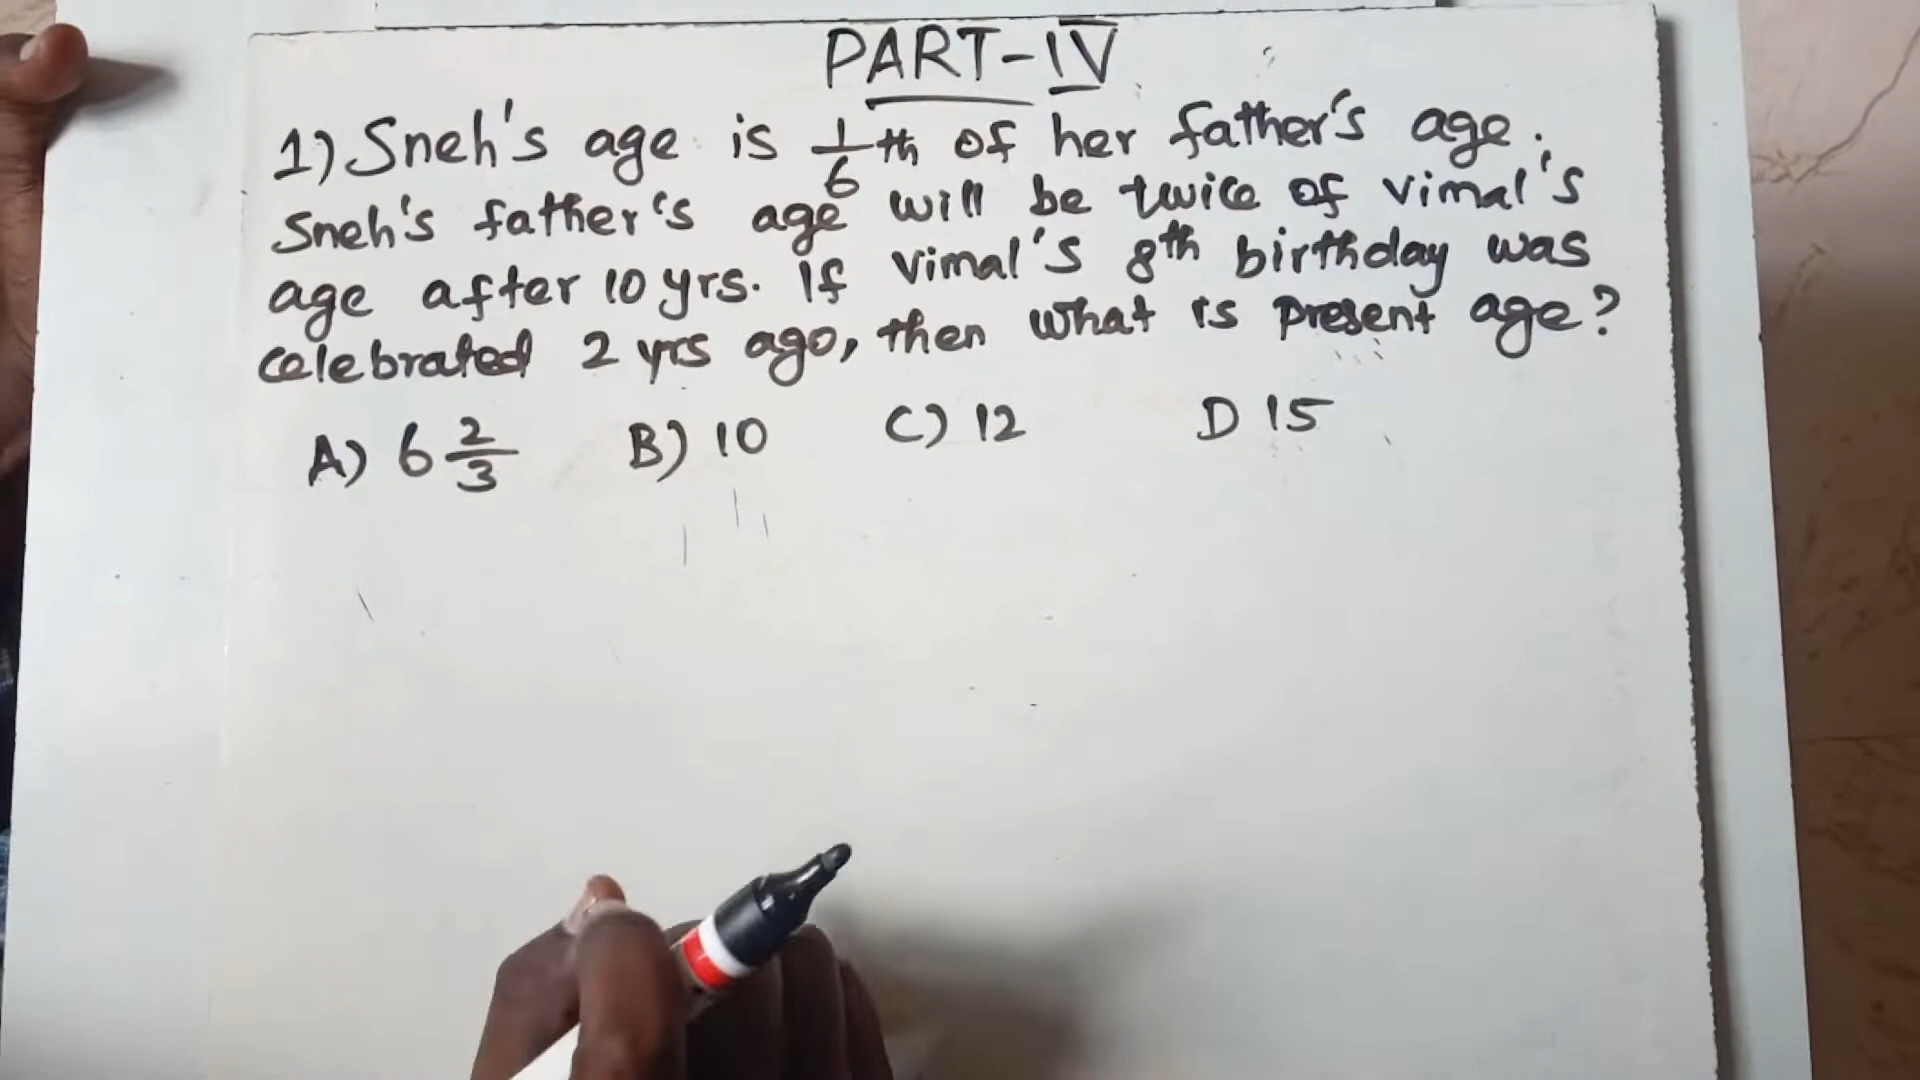 PART-IV
1) Sneh's age is 1/6 th of her father's age.
Sneh's father's age will be twice of vimal's
age after 10 yrs. If vimal's 8th birthday was
celebrated 2 yrs ago, then what is present age?
A) 6 2/3 B) 10 C) 12 D 15